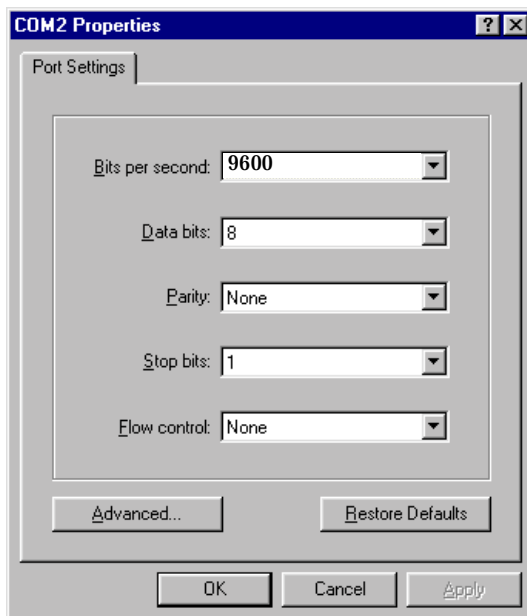 COM2 Properties
Port Settings
Bits per second: 9600
Data bits: 8
Parity: None
Stop bits: 1
Flow control: None
Advanced... Restore Defaults
OK Cancel Apply